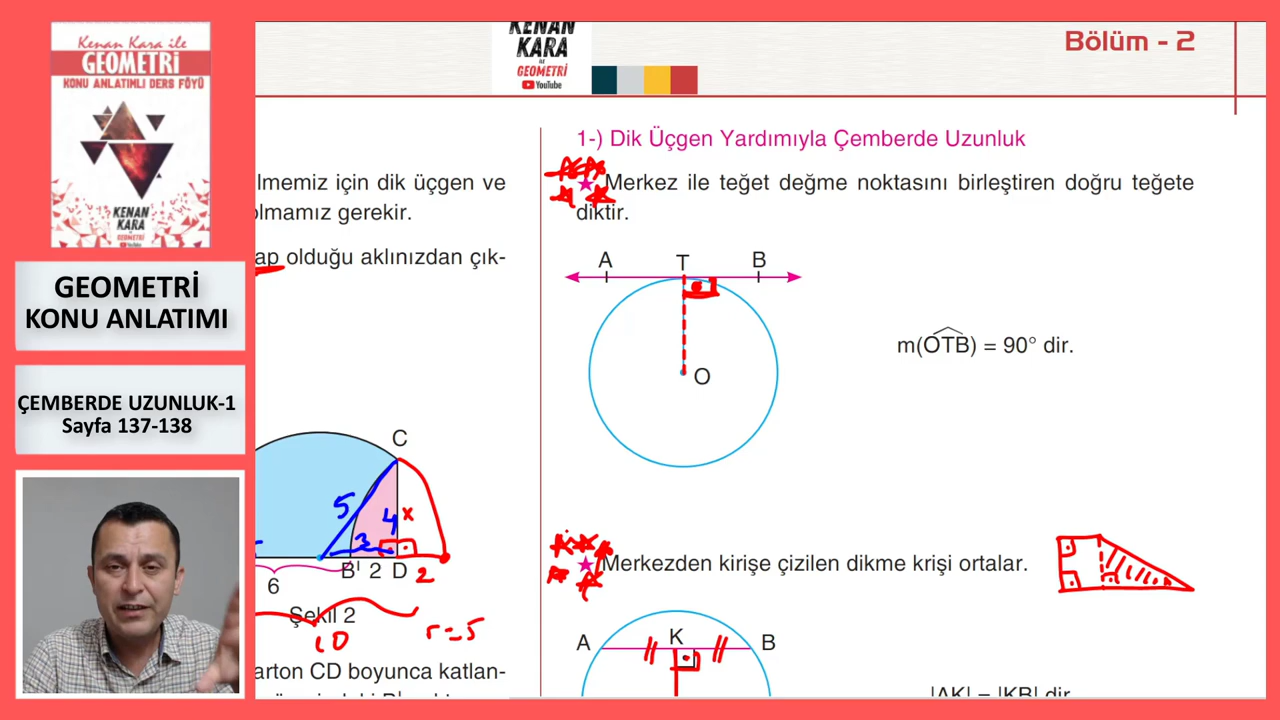 Kenan Kara ile
GEOMETRİ
KONU ANLATIMLI DERS FÖYÜ
KENAN
KARA
ile
GEOMETRİ
YouTube
GEOMETRİ
KONU ANLATIMI
ÇEMBERDE UZUNLUK-1
Sayfa 137-138
KENAN
KARA
ile
GEOMETRİ
YouTube
Bölüm - 2
lmemiz için dik üçgen ve
olmamız gerekir.
ap olduğu aklınızdan çık-
C
5
4
x
3
B' 2 D 2
6
Şekil 2
10
r=5
arton CD boyunca katlan-
1-) Dik Üçgen Yardımıyla Çemberde Uzunluk
Merkez ile teğet değme noktasını birleştiren doğru teğete
diktir.
A T B
O
m(OTB) = 90° dir.
Merkezden kirişe çizilen dikme krişi ortalar.
A K B
|AK| = |KB| dir